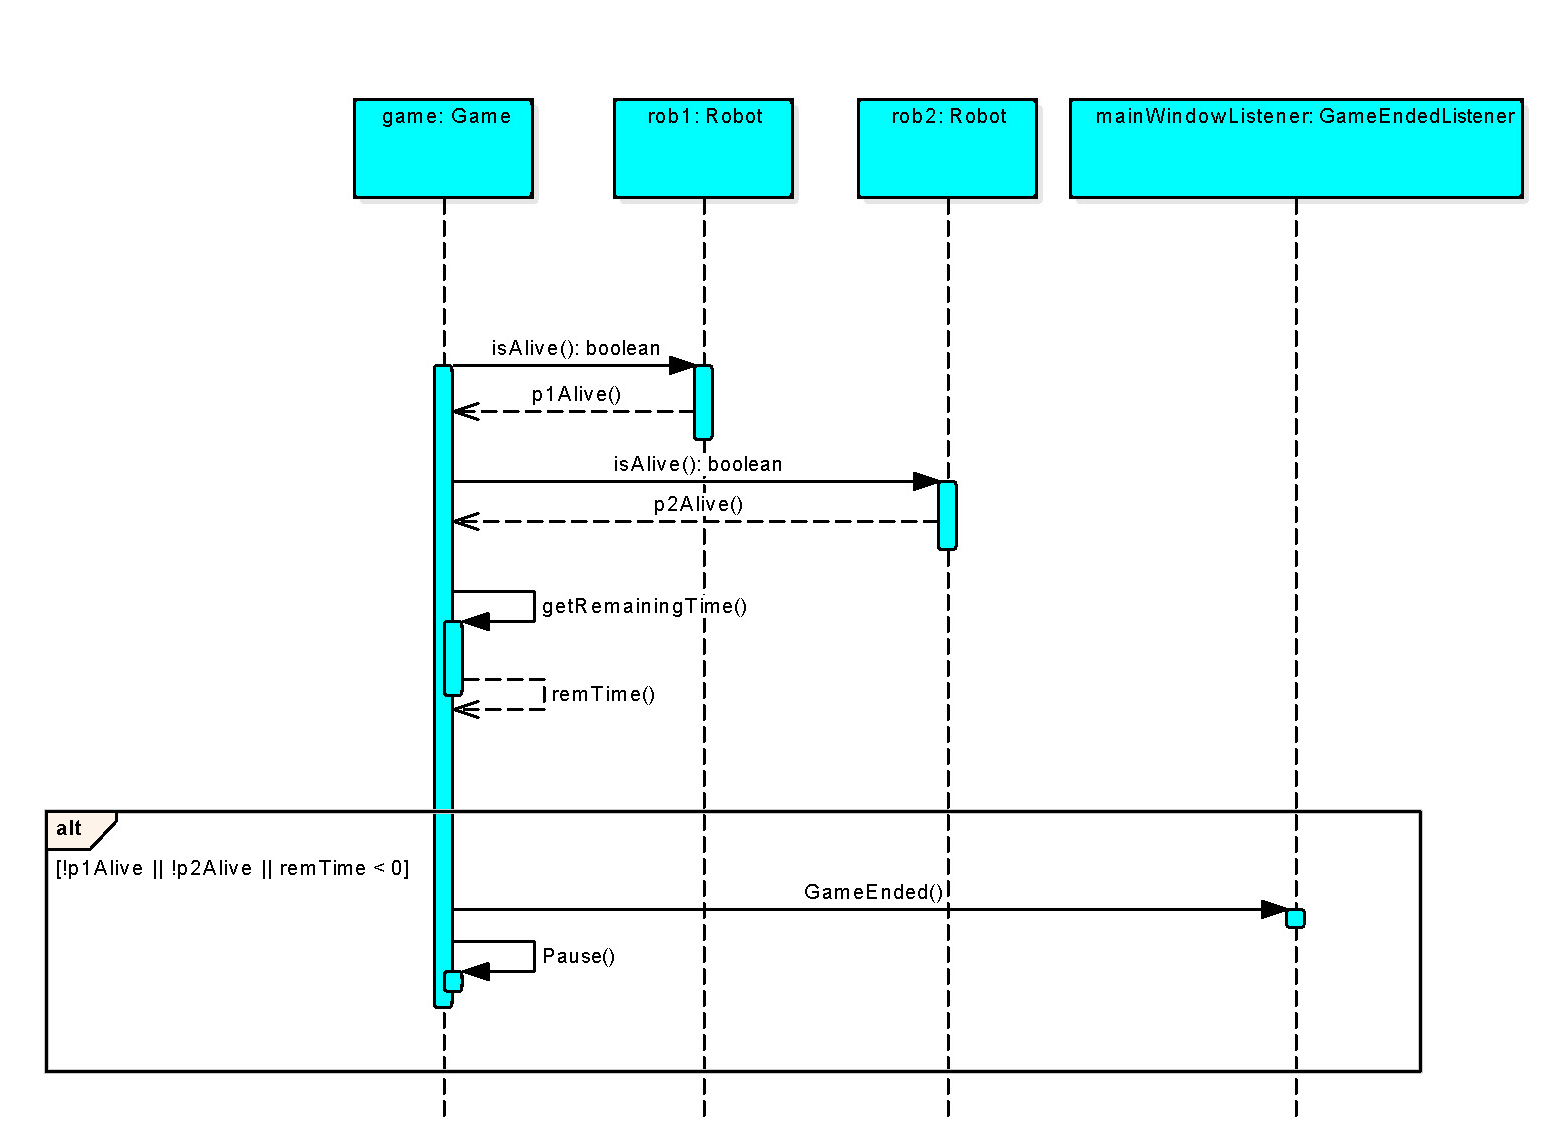 game: Game
rob1: Robot
rob2: Robot
mainWindowListener: GameEndedListener
isAlive(): boolean
p1Alive()
isAlive(): boolean
p2Alive()
getRemainingTime()
remTime()
alt
[!p1Alive || !p2Alive || remTime < 0]
GameEnded()
Pause()